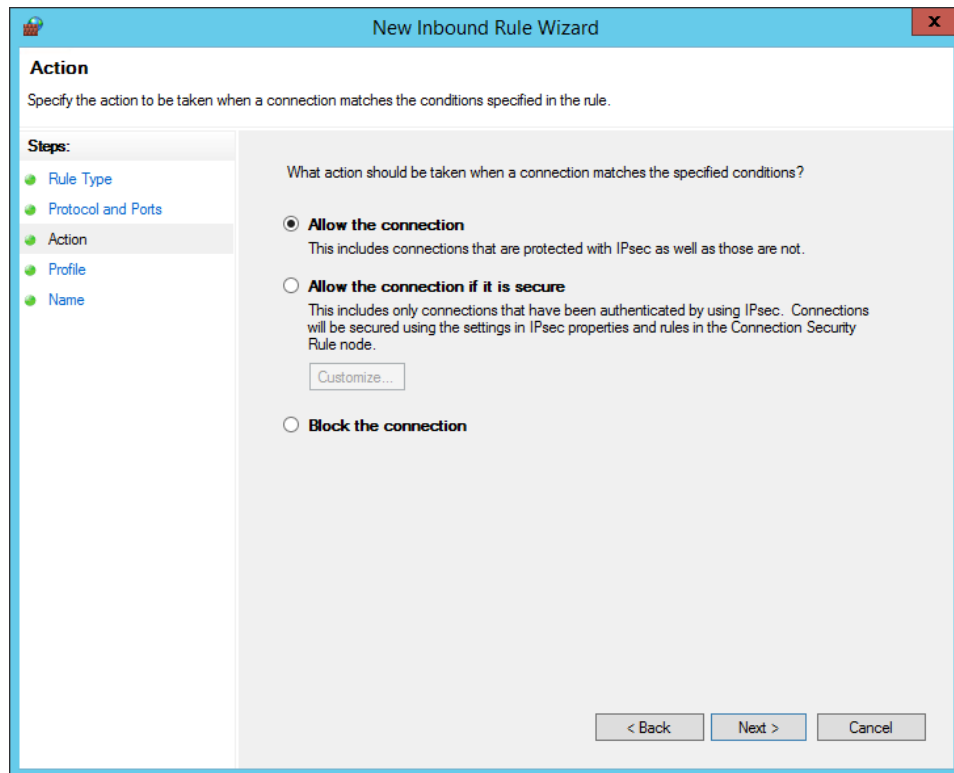 New Inbound Rule Wizard
x
Action
Specify the action to be taken when a connection matches the conditions specified in the rule.
Steps:
Rule Type
Protocol and Ports
Action
Profile
Name
What action should be taken when a connection matches the specified conditions?
Allow the connection
This includes connections that are protected with IPsec as well as those are not.
Allow the connection if it is secure
This includes only connections that have been authenticated by using IPsec. Connections
will be secured using the settings in IPsec properties and rules in the Connection Security
Rule node.
Customize...
Block the connection
< Back
Next >
Cancel